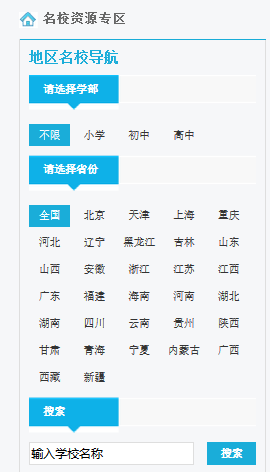 名校资源专区
地区名校导航
请选择学部
不限 小学 初中 高中
请选择省份
全国 北京 天津 上海 重庆
河北 辽宁 黑龙江 吉林 山东
山西 安徽 浙江 江苏 江西
广东 福建 海南 河南 湖北
湖南 四川 云南 贵州 陕西
甘肃 青海 宁夏 内蒙古 广西
西藏 新疆
搜索
输入学校名称 搜索